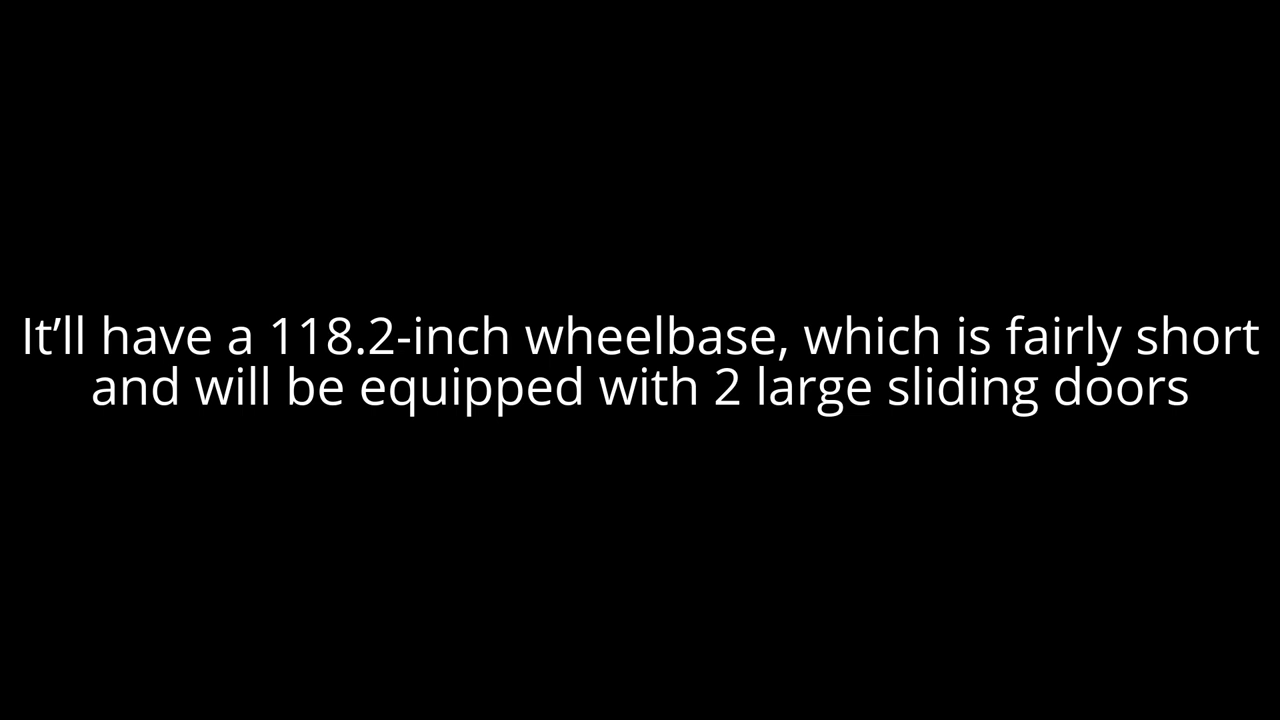 It’ll have a 118.2-inch wheelbase, which is fairly short
and will be equipped with 2 large sliding doors